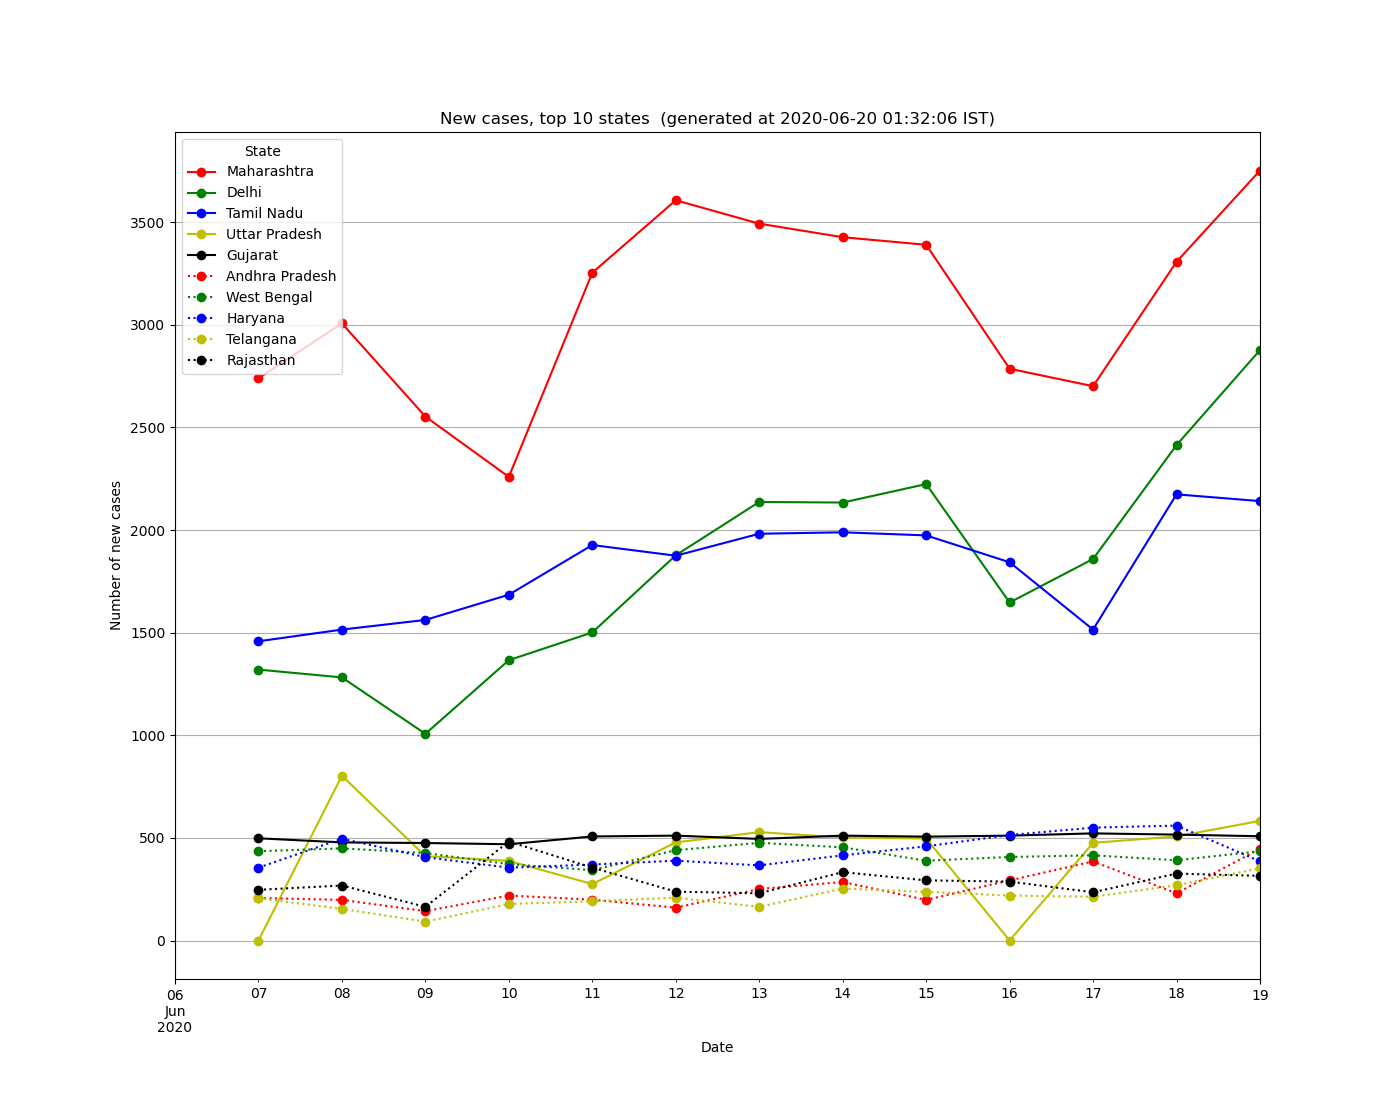 New cases, top 10 states  (generated at 2020-06-20 01:32:06 IST)
State
Maharashtra
Delhi
Tamil Nadu
Uttar Pradesh
Gujarat
Andhra Pradesh
West Bengal
Haryana
Telangana
Rajasthan
Number of new cases
3500
3000
2500
2000
1500
1000
500
0
06 07 08 09 10 11 12 13 14 15 16 17 18 19
Jun
2020
Date